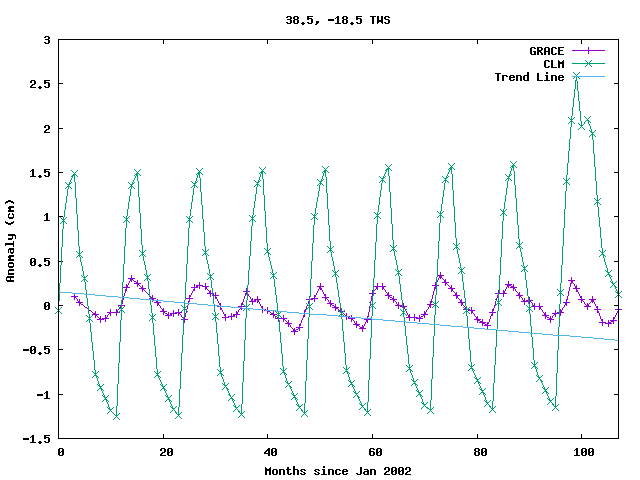 38.5, -18.5 TWS
GRACE
CLM
Trend Line
3
2.5
2
1.5
1
0.5
0
-0.5
-1
-1.5
Anomaly (cm)
0 20 40 60 80 100
Months since Jan 2002